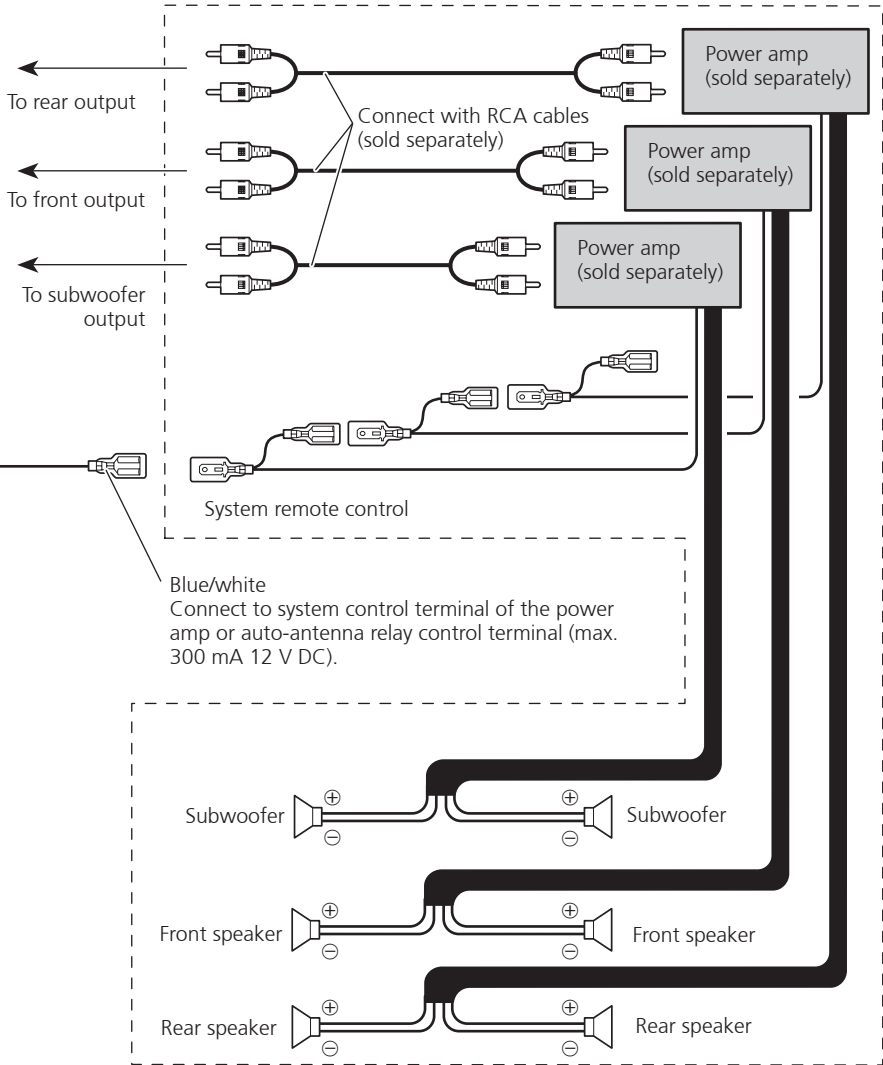 Power amp
(sold separately)
To rear output
Connect with RCA cables
(sold separately)
Power amp
(sold separately)
To front output
Power amp
(sold separately)
To subwoofer
output
System remote control
Blue/white
Connect to system control terminal of the power
amp or auto-antenna relay control terminal (max.
300 mA 12 V DC).
⊕ ⊕
Subwoofer Subwoofer
⊖ ⊖
⊕ ⊕
Front speaker Front speaker
⊖ ⊖
⊕ ⊕
Rear speaker Rear speaker
⊖ ⊖